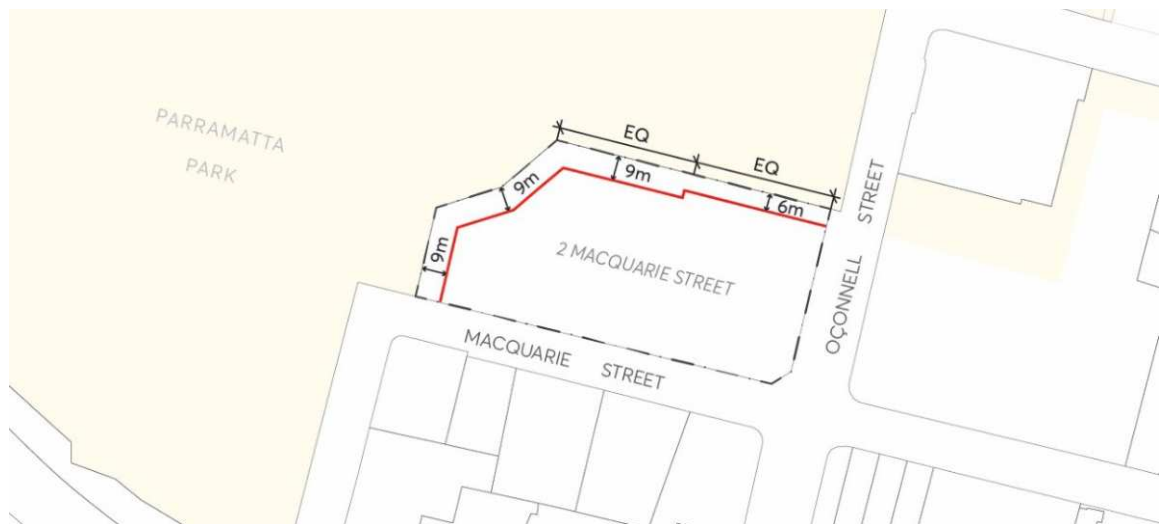 PARRAMATTA
PARK
EQ
EQ
9m
9m
6m
9m
2 MACQUARIE STREET
OÇONNELL STREET
MACQUARIE STREET